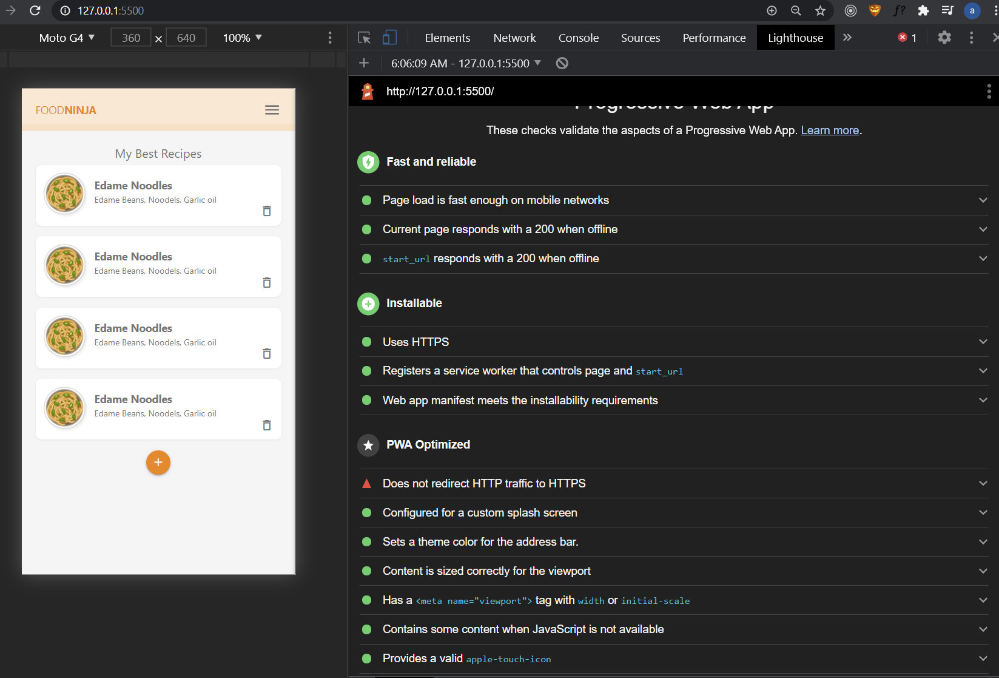 127.0.0.1:5500
a
Moto G4 ▼ 360 × 640 100% ▼
Elements Network Console Sources Performance Lighthouse » 1
6:06:09 AM - 127.0.0.1:5500 ▼
http://127.0.0.1:5500/
FOODNINJA
My Best Recipes
Edame Noodles
Edame Beans, Noodels, Garlic oil
Edame Noodles
Edame Beans, Noodels, Garlic oil
Edame Noodles
Edame Beans, Noodels, Garlic oil
Edame Noodles
Edame Beans, Noodels, Garlic oil
+
Progressive Web App
These checks validate the aspects of a Progressive Web App. Learn more.
Fast and reliable
Page load is fast enough on mobile networks
Current page responds with a 200 when offline
start_url responds with a 200 when offline
Installable
Uses HTTPS
Registers a service worker that controls page and start_url
Web app manifest meets the installability requirements
PWA Optimized
Does not redirect HTTP traffic to HTTPS
Configured for a custom splash screen
Sets a theme color for the address bar.
Content is sized correctly for the viewport
Has a <meta name="viewport"> tag with width or initial-scale
Contains some content when JavaScript is not available
Provides a valid apple-touch-icon